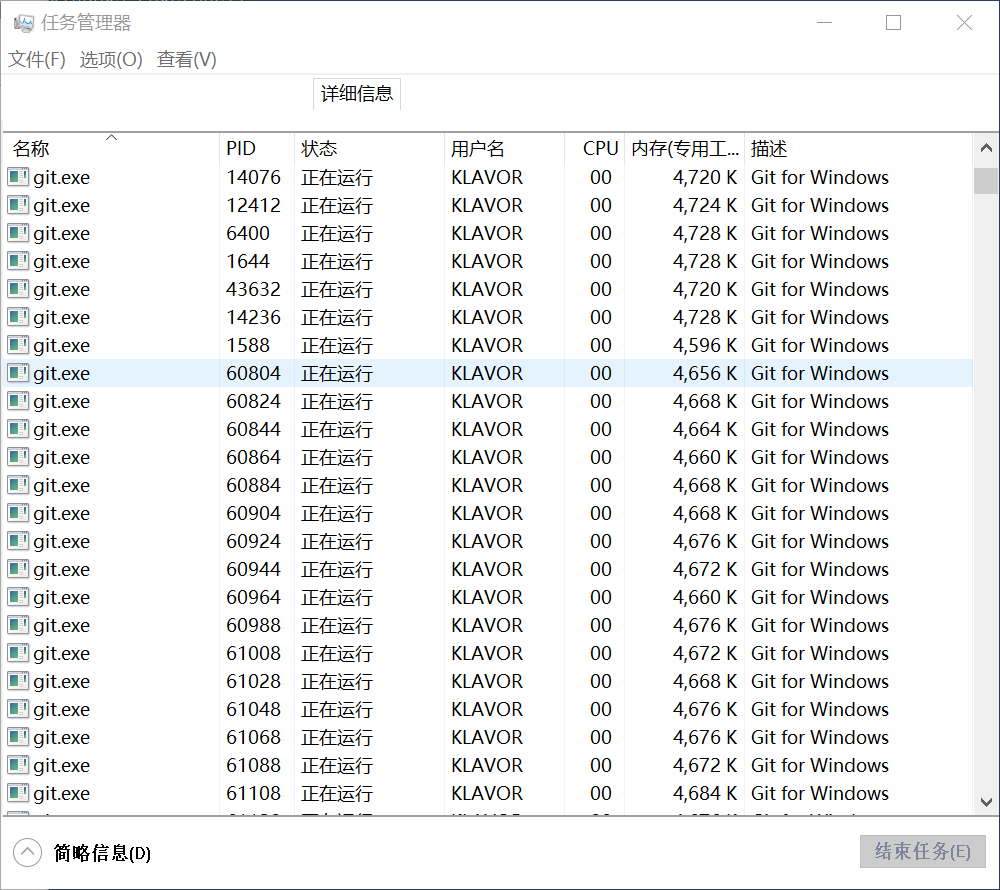 任务管理器
文件(F) 选项(O) 查看(V)
详细信息
名称 PID 状态 用户名 CPU 内存(专用工... 描述
git.exe 14076 正在运行 KLAVOR 00 4,720 K Git for Windows
git.exe 12412 正在运行 KLAVOR 00 4,724 K Git for Windows
git.exe 6400 正在运行 KLAVOR 00 4,728 K Git for Windows
git.exe 1644 正在运行 KLAVOR 00 4,728 K Git for Windows
git.exe 43632 正在运行 KLAVOR 00 4,720 K Git for Windows
git.exe 14236 正在运行 KLAVOR 00 4,728 K Git for Windows
git.exe 1588 正在运行 KLAVOR 00 4,596 K Git for Windows
git.exe 60804 正在运行 KLAVOR 00 4,656 K Git for Windows
git.exe 60824 正在运行 KLAVOR 00 4,668 K Git for Windows
git.exe 60844 正在运行 KLAVOR 00 4,664 K Git for Windows
git.exe 60864 正在运行 KLAVOR 00 4,660 K Git for Windows
git.exe 60884 正在运行 KLAVOR 00 4,668 K Git for Windows
git.exe 60904 正在运行 KLAVOR 00 4,668 K Git for Windows
git.exe 60924 正在运行 KLAVOR 00 4,676 K Git for Windows
git.exe 60944 正在运行 KLAVOR 00 4,672 K Git for Windows
git.exe 60964 正在运行 KLAVOR 00 4,660 K Git for Windows
git.exe 60988 正在运行 KLAVOR 00 4,676 K Git for Windows
git.exe 61008 正在运行 KLAVOR 00 4,672 K Git for Windows
git.exe 61028 正在运行 KLAVOR 00 4,668 K Git for Windows
git.exe 61048 正在运行 KLAVOR 00 4,676 K Git for Windows
git.exe 61068 正在运行 KLAVOR 00 4,676 K Git for Windows
git.exe 61088 正在运行 KLAVOR 00 4,672 K Git for Windows
git.exe 61108 正在运行 KLAVOR 00 4,684 K Git for Windows
简略信息(D) 结束任务(E)